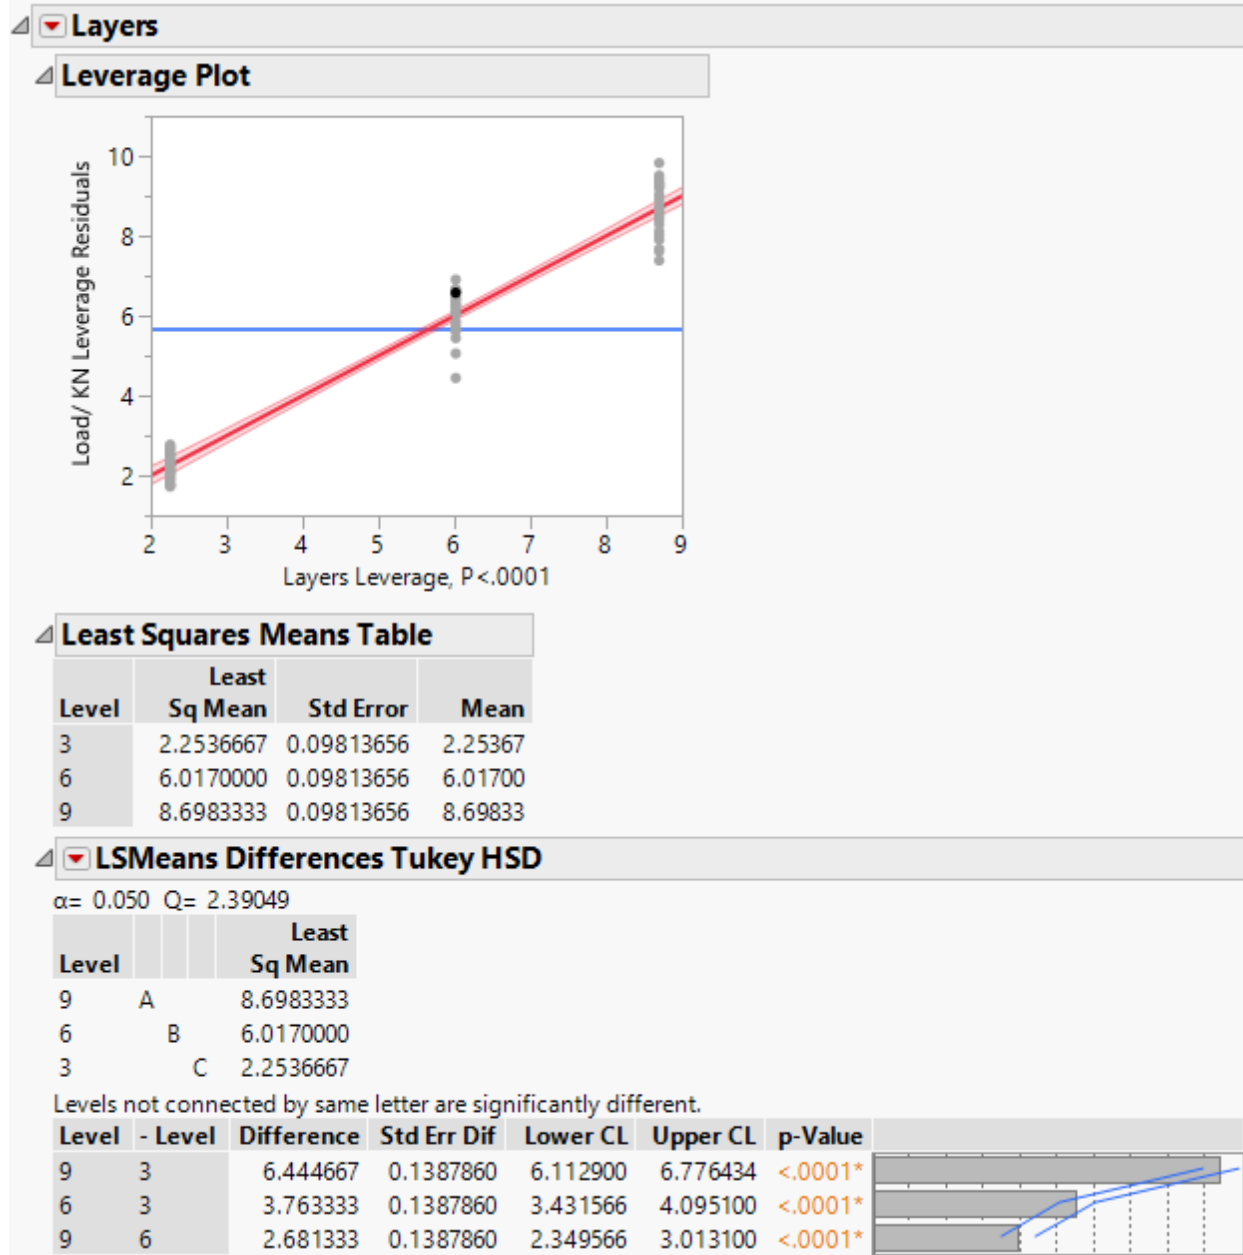 Layers
Leverage Plot
10
8
6
4
2
Load/ KN Leverage Residuals
2 3 4 5 6 7 8 9
Layers Leverage, P<.0001
Least Squares Means Table
Least
Level Sq Mean Std Error Mean
3 2.2536667 0.09813656 2.25367
6 6.0170000 0.09813656 6.01700
9 8.6983333 0.09813656 8.69833
LSMeans Differences Tukey HSD
α= 0.050 Q= 2.39049
Least
Level Sq Mean
9 A 8.6983333
6 B 6.0170000
3 C 2.2536667
Levels not connected by same letter are significantly different.
Level - Level Difference Std Err Dif Lower CL Upper CL p-Value
9 3 6.444667 0.1387860 6.112900 6.776434 <.0001*
6 3 3.763333 0.1387860 3.431566 4.095100 <.0001*
9 6 2.681333 0.1387860 2.349566 3.013100 <.0001*